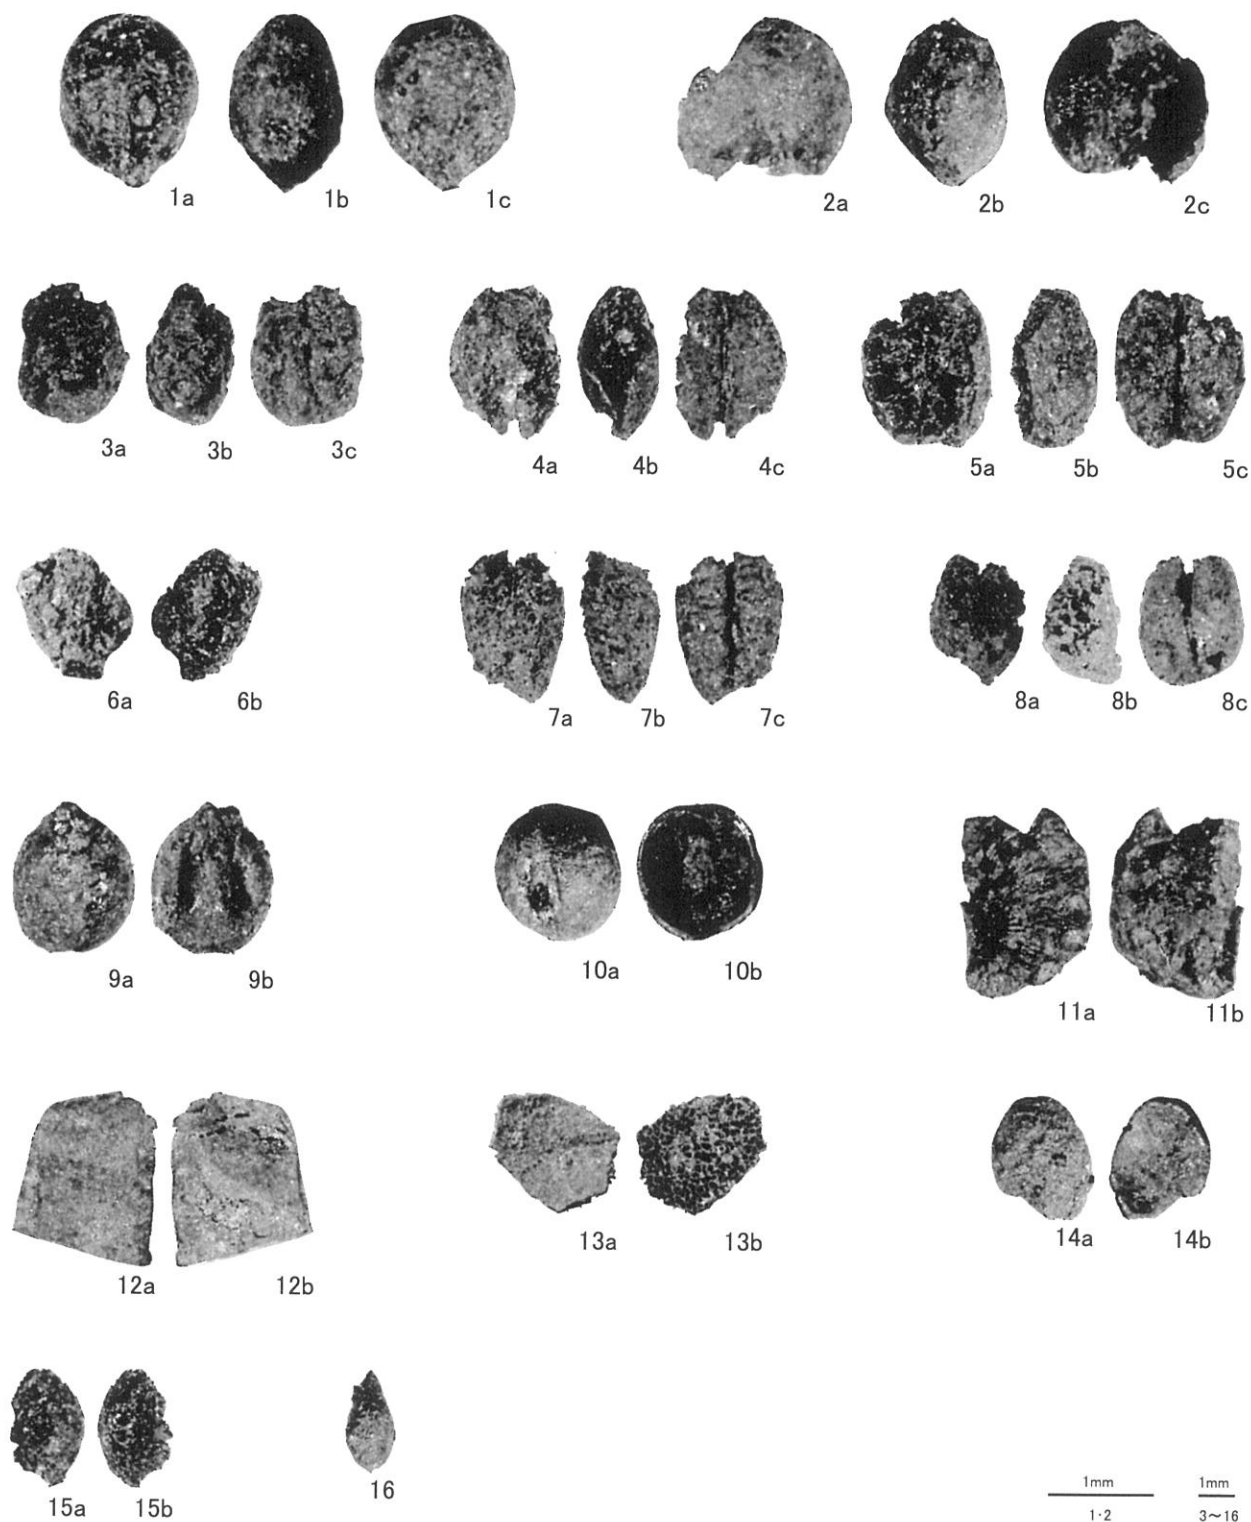 1a 1b 1c 2a 2b 2c
3a 3b 3c 4a 4b 4c 5a 5b 5c
6a 6b 7a 7b 7c 8a 8b 8c
9a 9b 10a 10b 11a 11b
12a 12b 13a 13b 14a 14b
15a 15b 16
1mm 1mm
1·2 3～16